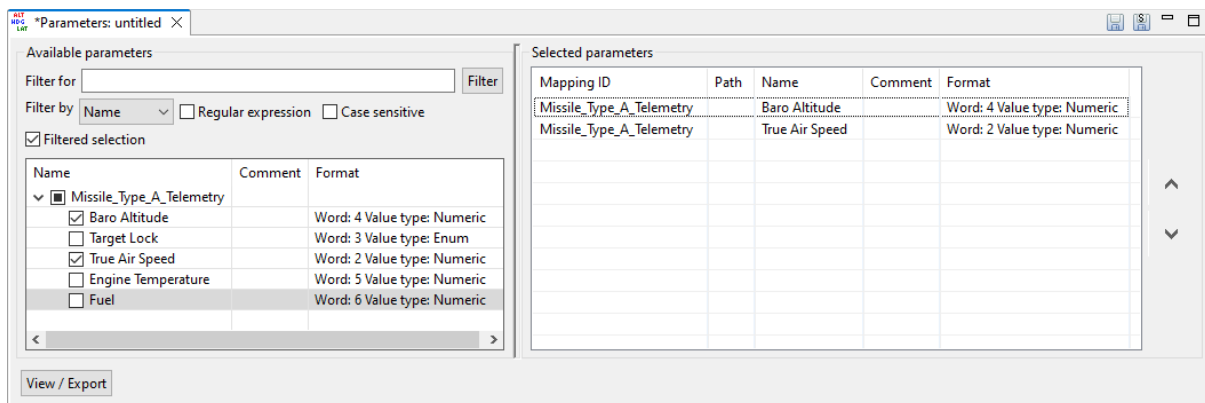 ALT
HDG
LAT
*Parameters: untitled
Available parameters
Filter for
Filter
Filter by
Name
Regular expression
Case sensitive
Filtered selection
Name Comment Format
Missile_Type_A_Telemetry
Baro Altitude Word: 4 Value type: Numeric
Target Lock Word: 3 Value type: Enum
True Air Speed Word: 2 Value type: Numeric
Engine Temperature Word: 5 Value type: Numeric
Fuel Word: 6 Value type: Numeric
View / Export
Selected parameters
Mapping ID Path Name Comment Format
Missile_Type_A_Telemetry Baro Altitude Word: 4 Value type: Numeric
Missile_Type_A_Telemetry True Air Speed Word: 2 Value type: Numeric